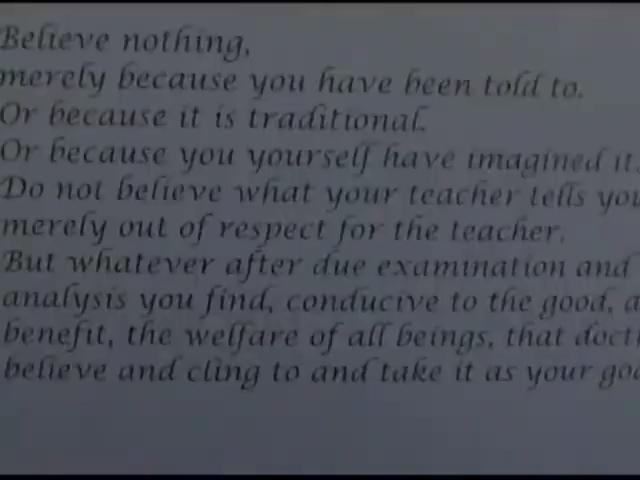 Believe nothing,
merely because you have been told to.
Or because it is traditional.
Or because you yourself have imagined it.
Do not believe what your teacher tells you
merely out of respect for the teacher.
But whatever after due examination and
analysis you find, conducive to the good, a
benefit, the welfare of all beings, that doct
believe and cling to and take it as your